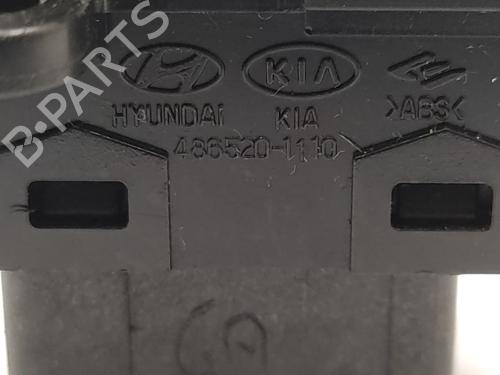 KIA
HYUNDAI KIA >ABS<
486520-1110
B-PARTS